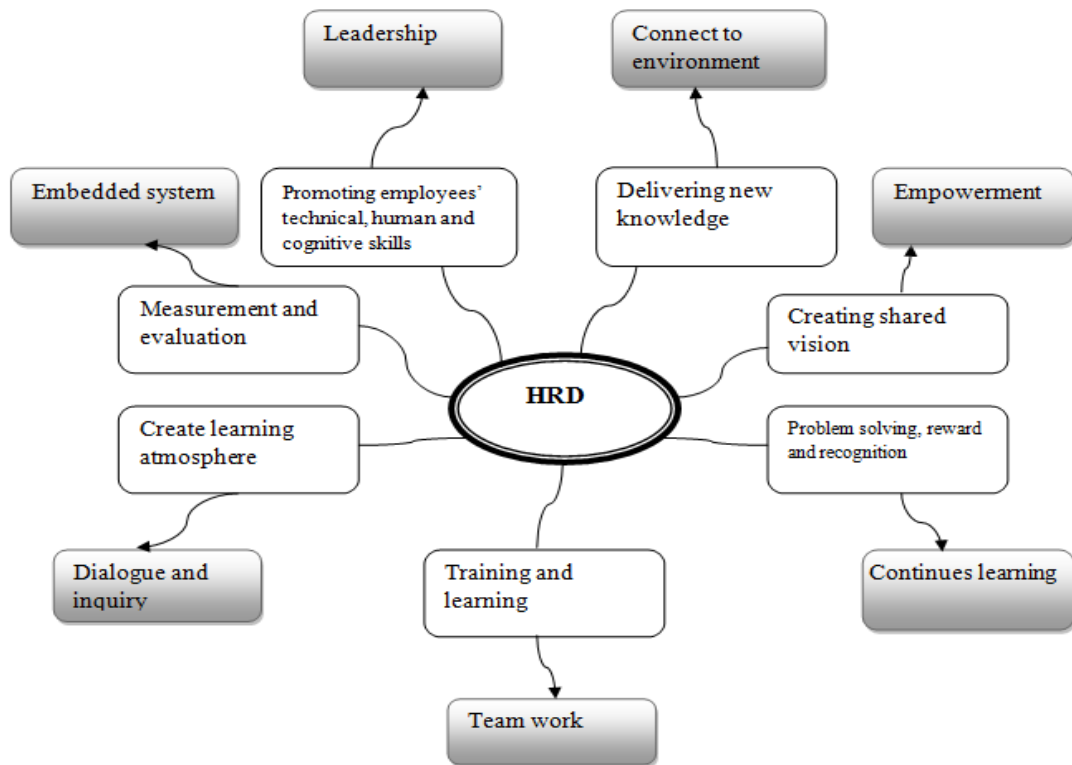 Leadership
Connect to
environment
Embedded system
Promoting employees’
technical, human and
cognitive skills
Delivering new
knowledge
Empowerment
Measurement and
evaluation
Creating shared
vision
HRD
Create learning
atmosphere
Problem solving, reward
and recognition
Dialogue and
inquiry
Training and
learning
Continues learning
Team work